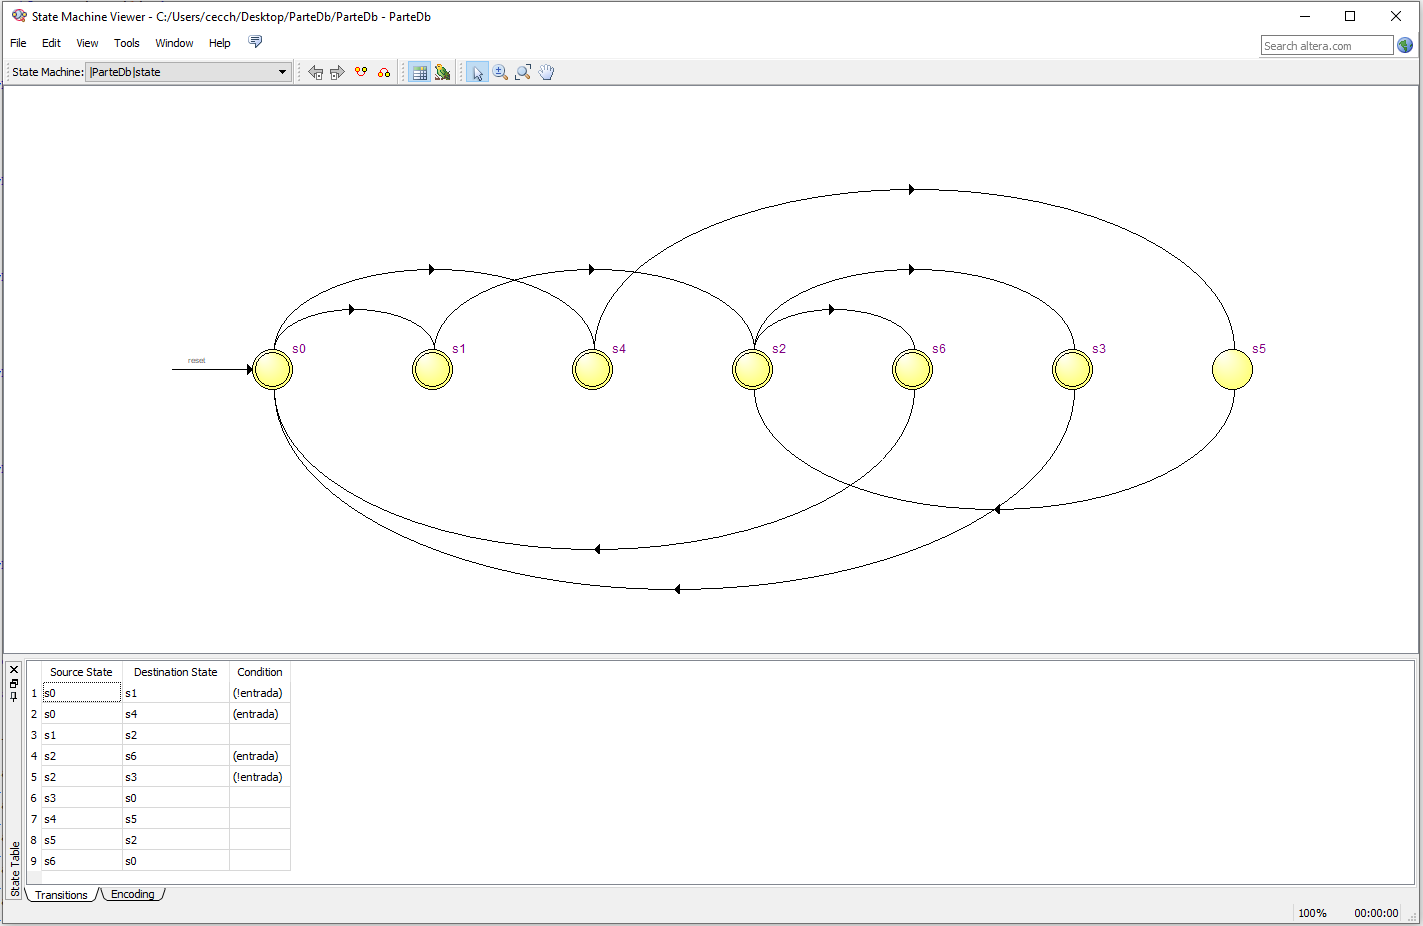 State Machine Viewer - C:/Users/cecch/Desktop/ParteDb/ParteDb - ParteDb
File Edit View Tools Window Help
Search altera.com
State Machine: |ParteDb|state
reset
s0 s1 s4 s2 s6 s3 s5
Source State Destination State Condition
1 s0 s1 (!entrada)
2 s0 s4 (entrada)
3 s1 s2
4 s2 s6 (entrada)
5 s2 s3 (!entrada)
6 s3 s0
7 s4 s5
8 s5 s2
9 s6 s0
State Table
Transitions Encoding
100% 00:00:00